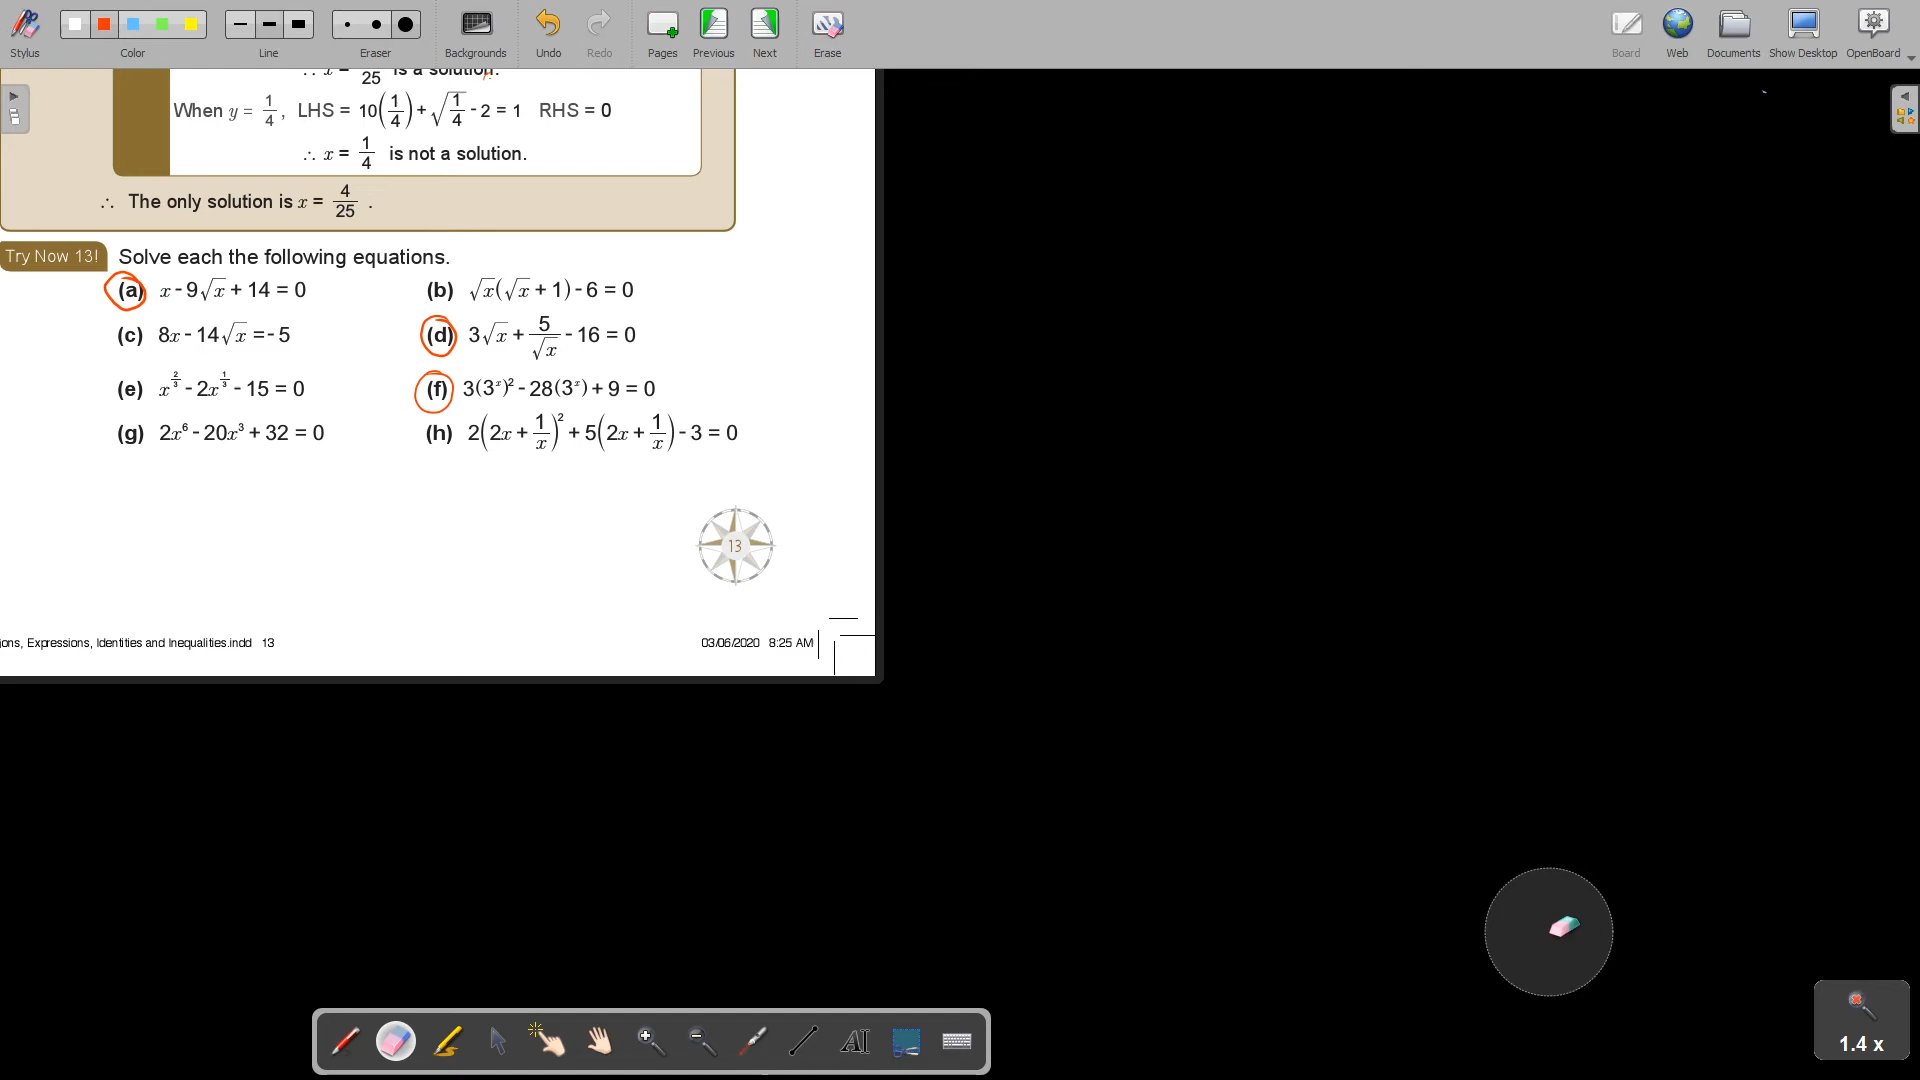 Stylus Color Line Eraser Backgrounds Undo Redo Pages Previous Next Erase Board Web Documents Show Desktop OpenBoard
∴ x = /25 is a solution.
When y = 1/4, LHS = 10(1/4) + √(1/4) - 2 = 1 RHS = 0
∴ x = 1/4 is not a solution.
∴ The only solution is x = 4/25 .
Try Now 13! Solve each the following equations.
(a) x - 9√x + 14 = 0 (b) √x(√x + 1) - 6 = 0
(c) 8x - 14√x = - 5 (d) 3√x + 5/√x - 16 = 0
(e) x^(2/3) - 2x^(1/3) - 15 = 0 (f) 3(3^x)² - 28(3^x) + 9 = 0
(g) 2x⁶ - 20x³ + 32 = 0 (h) 2(2x + 1/x)² + 5(2x + 1/x) - 3 = 0
13
ons, Expressions, Identities and Inequalities.indd 13 03/06/2020 8:25 AM
1.4 x